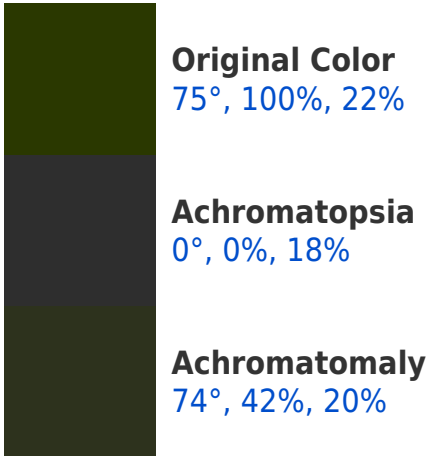 Original Color
75°, 100%, 22%
Achromatopsia
0°, 0%, 18%
Achromatomaly
74°, 42%, 20%